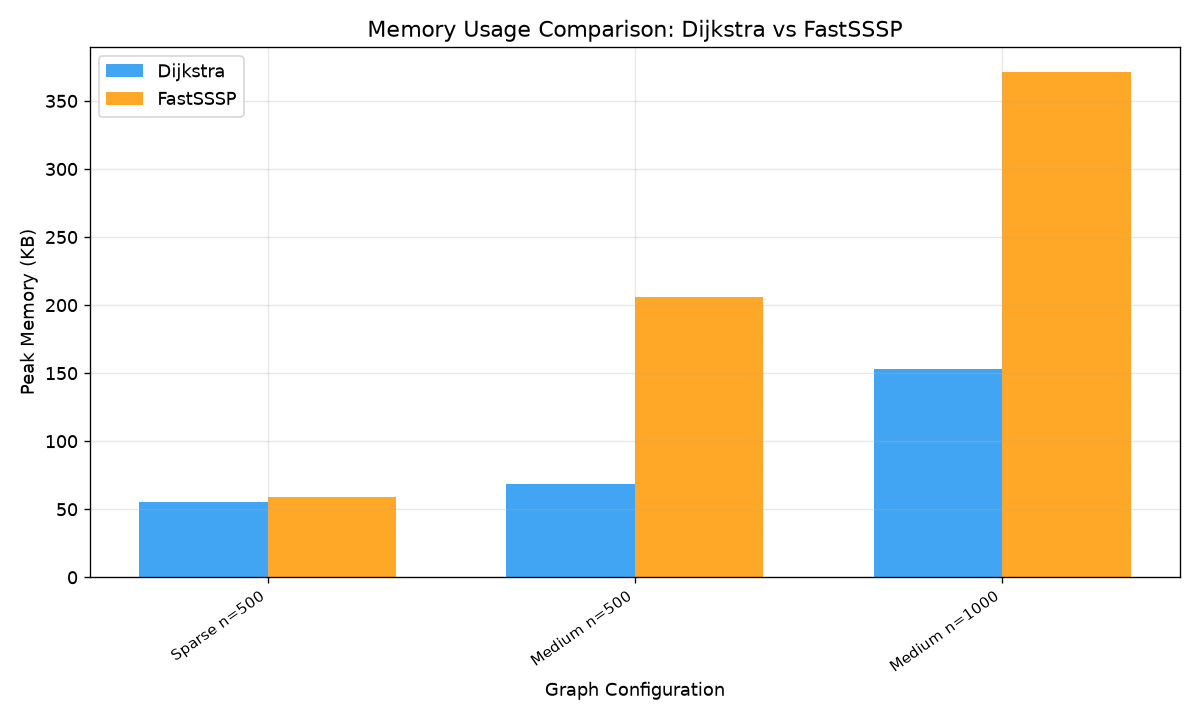 Memory Usage Comparison: Dijkstra vs FastSSSP
Dijkstra
FastSSSP
Peak Memory (KB)
350
300
250
200
150
100
50
0
Sparse n=500
Medium n=500
Medium n=1000
Graph Configuration